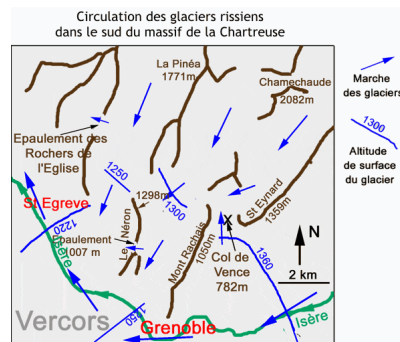 Circulation des glaciers rissiens
dans le sud du massif de la Chartreuse
La Pinéa
1771m
Chamechaude
2082m
Marche
des glaciers
1300
Altitude
de surface
du glacier
Epaulement des
Rochers de
l'Eglise
1250
1298m
1300
St Eynard
1359m
St Egreve
1220
Isère
Epaulement
1007 m
Le Néron
Mont Rachais
1050m
X
Col de
Vence
782m
1360
N
2 km
Vercors
1250
Grenoble
Isère